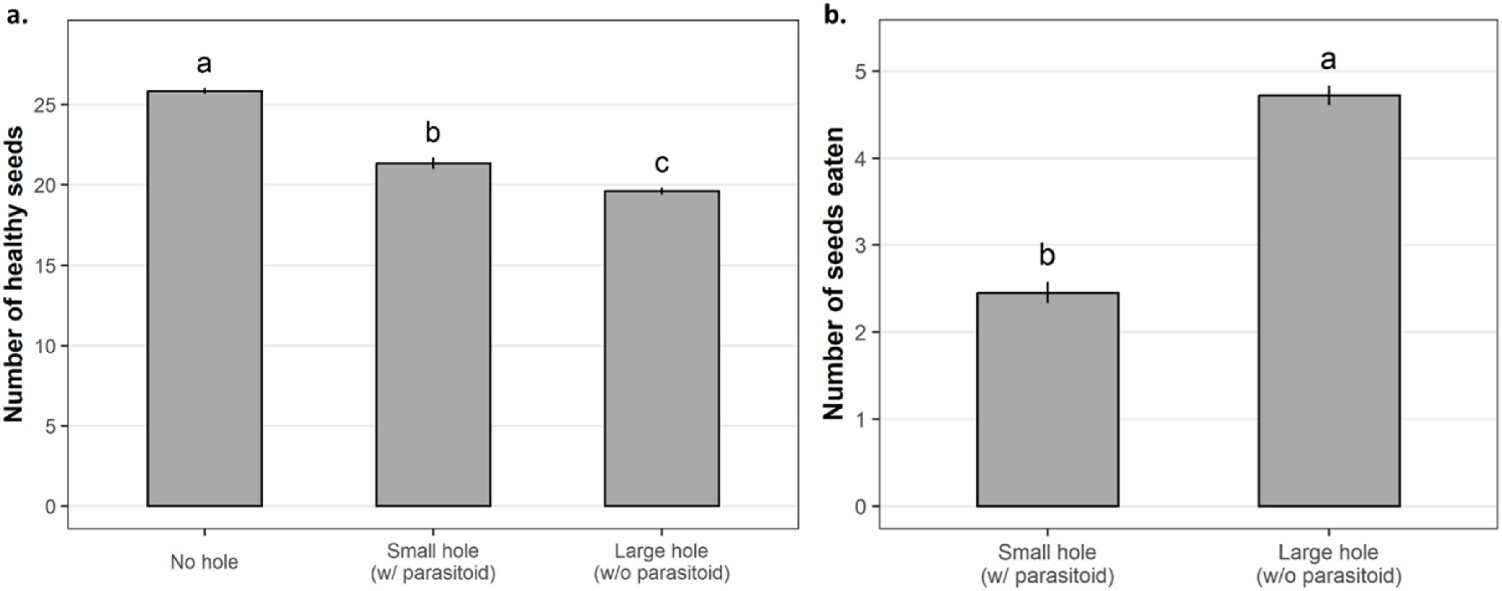 a.
Number of healthy seeds
25
20
15
10
5
0
a
b
c
No hole
Small hole
(w/ parasitoid)
Large hole
(w/o parasitoid)
b.
Number of seeds eaten
5
4
3
2
1
0
b
a
Small hole
(w/ parasitoid)
Large hole
(w/o parasitoid)